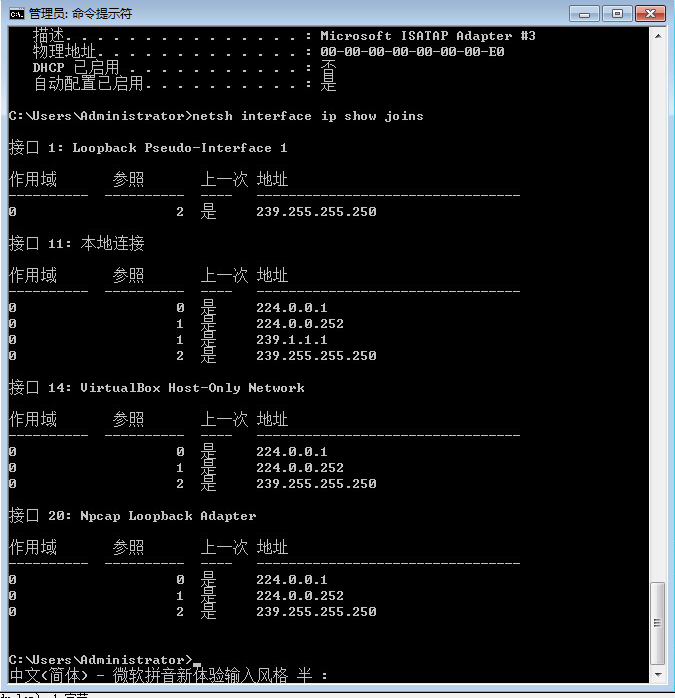 管理员: 命令提示符
描述. . . . . . . . . . . . . . . : Microsoft ISATAP Adapter #3
物理地址. . . . . . . . . . . . . : 00-00-00-00-00-00-00-E0
DHCP 已启用 . . . . . . . . . . . : 否
自动配置已启用. . . . . . . . . . : 是
C:\Users\Administrator>netsh interface ip show joins
接口 1: Loopback Pseudo-Interface 1
作用域 参照 上一次 地址
---------- ---------- ---- ---------------------------------
0 2 是 239.255.255.250
接口 11: 本地连接
作用域 参照 上一次 地址
---------- ---------- ---- ---------------------------------
0 0 是 224.0.0.1
0 1 是 224.0.0.252
0 1 是 239.1.1.1
0 2 是 239.255.255.250
接口 14: VirtualBox Host-Only Network
作用域 参照 上一次 地址
---------- ---------- ---- ---------------------------------
0 0 是 224.0.0.1
0 1 是 224.0.0.252
0 2 是 239.255.255.250
接口 20: Npcap Loopback Adapter
作用域 参照 上一次 地址
---------- ---------- ---- ---------------------------------
0 0 是 224.0.0.1
0 1 是 224.0.0.252
0 2 是 239.255.255.250
C:\Users\Administrator>_
中文(简体) - 微软拼音新体验输入风格 半 :